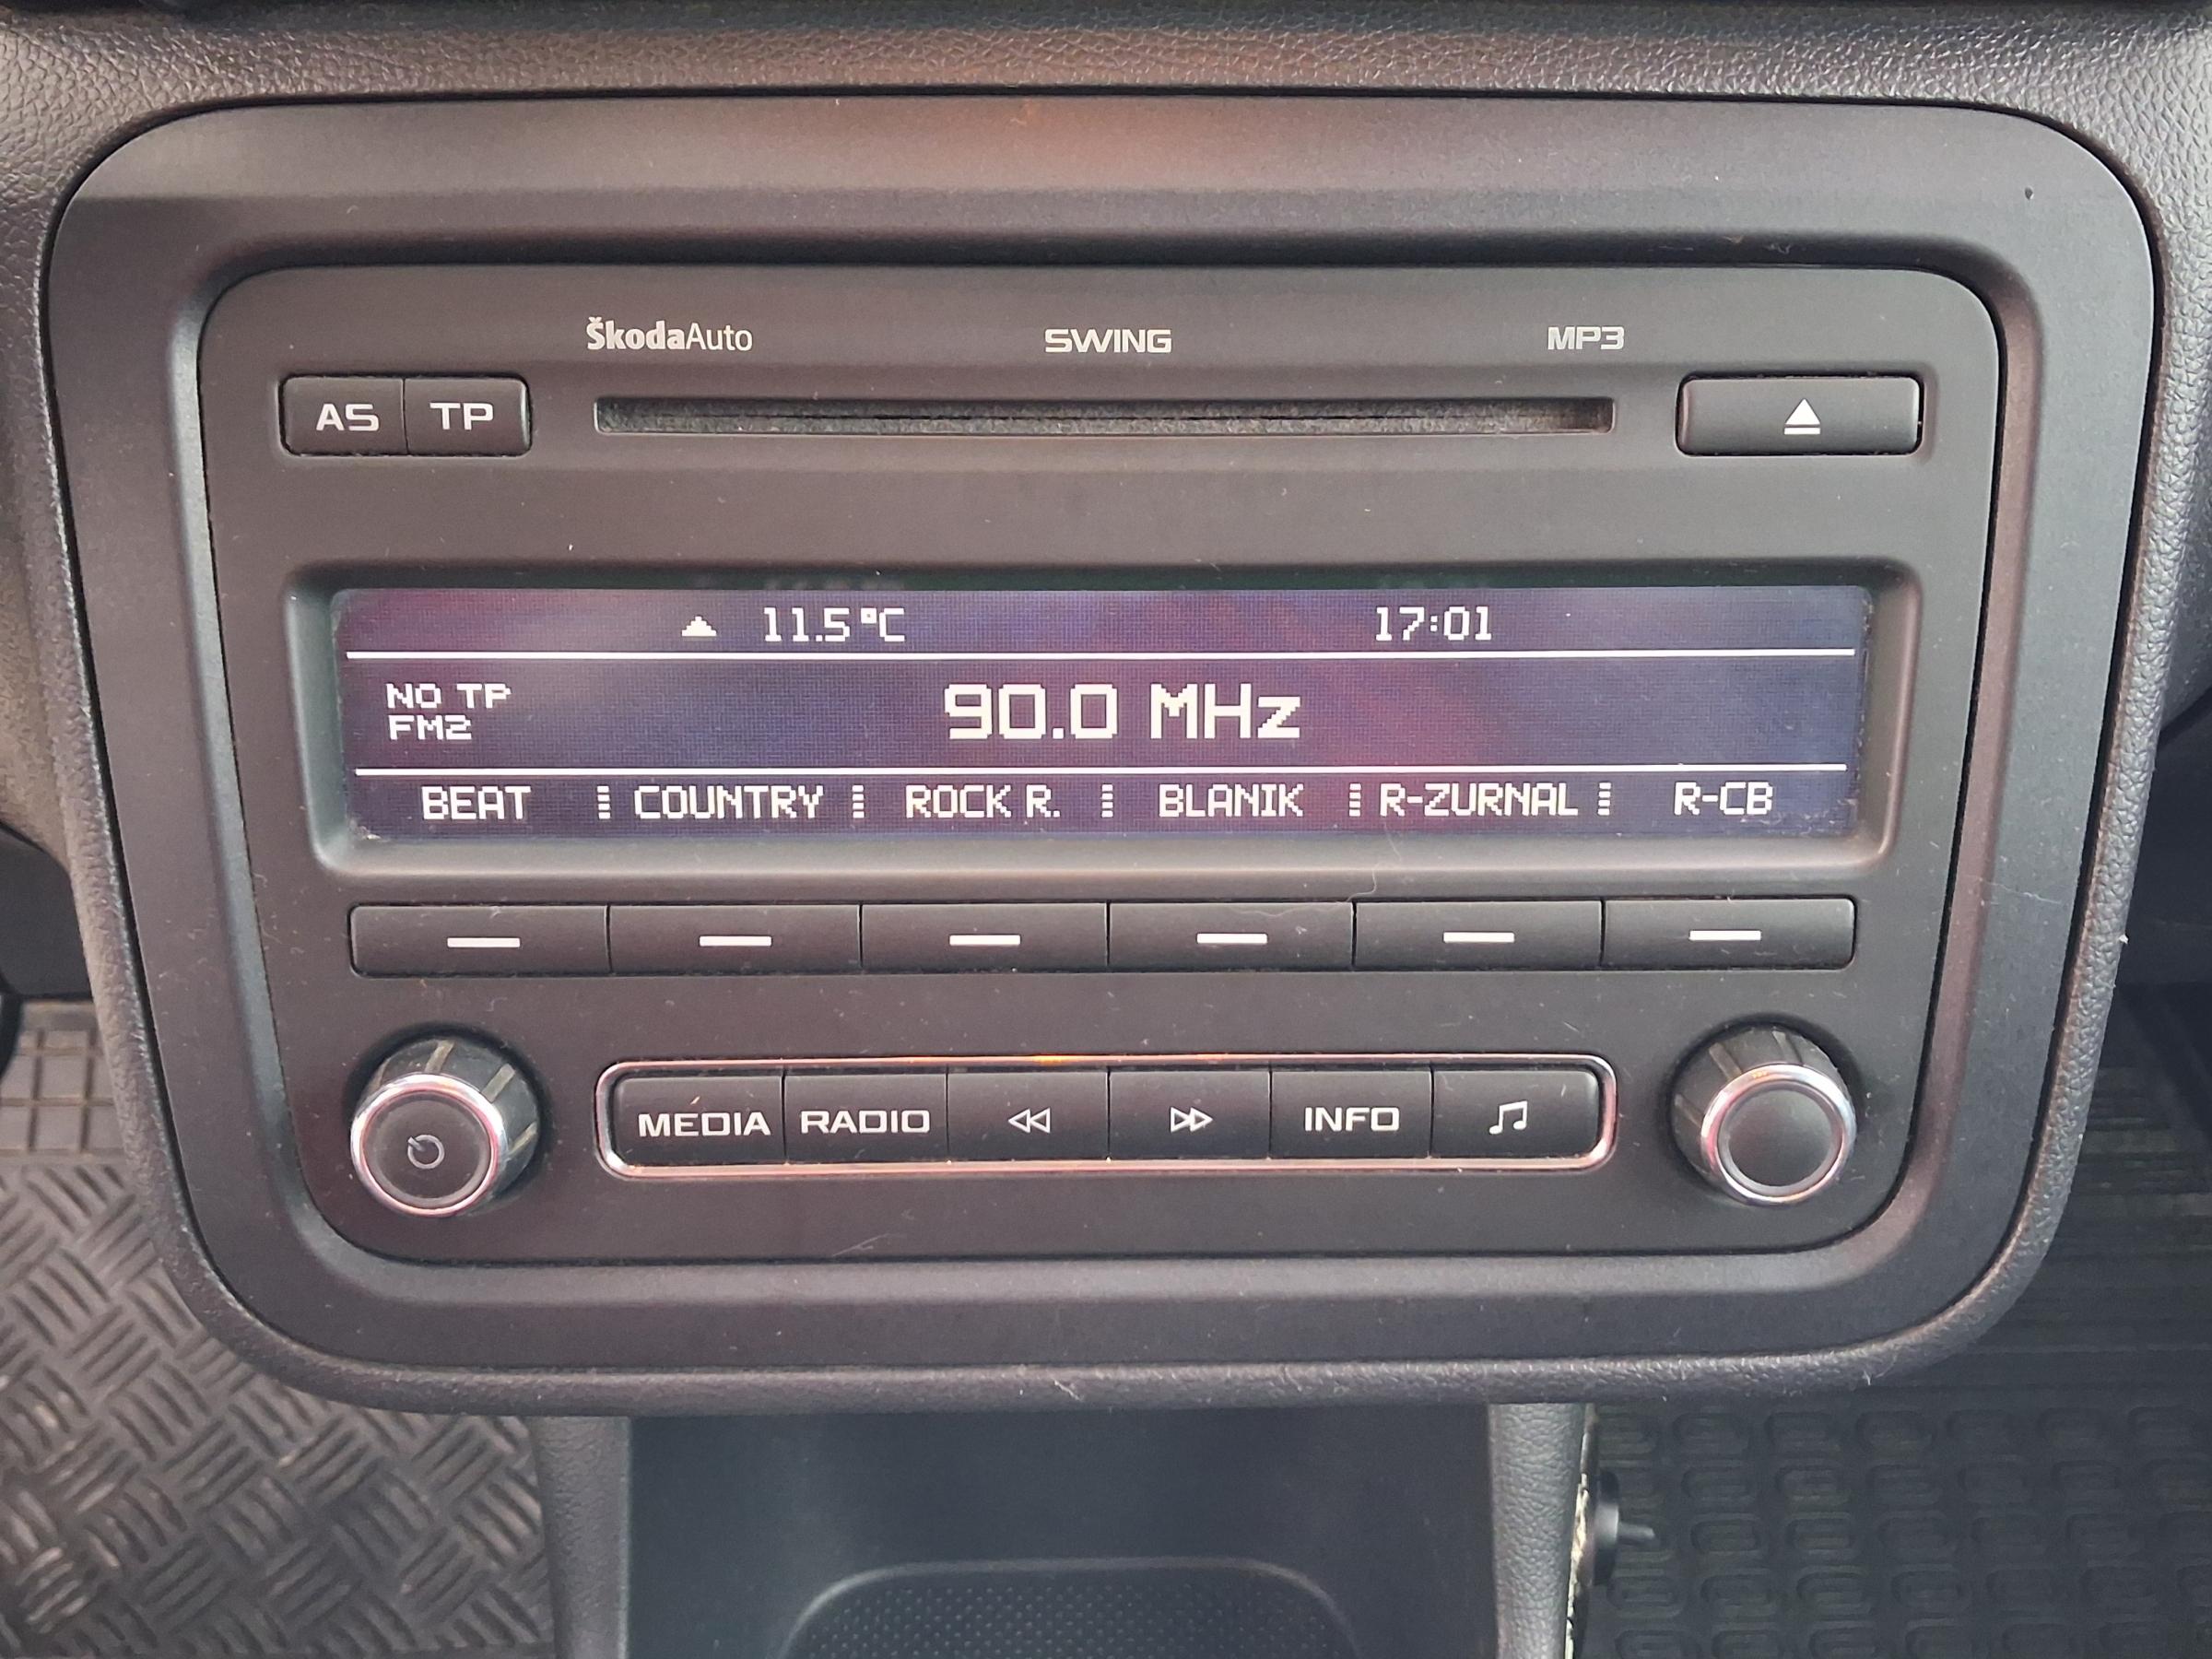 ŠkodaAuto SWING MP3
AS TP
11.5°C 17:01
NO TP
FM2
90.0 MHz
BEAT COUNTRY ROCK R. BLANIK R-ZURNAL R-CB
MEDIA RADIO INFO